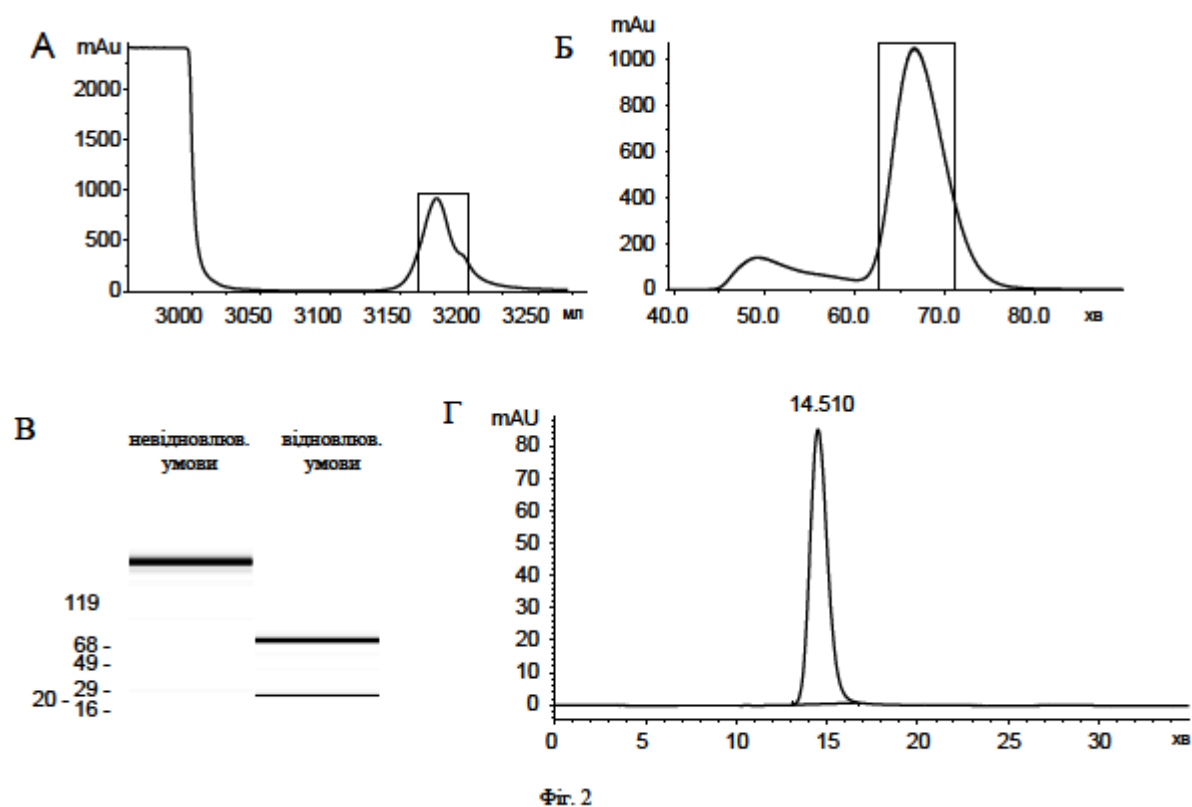 А
mAu
2000
1500
1000
500
0
3000 3050 3100 3150 3200 3250 мл
Б
mAu
1000
800
600
400
200
0
40.0 50.0 60.0 70.0 80.0 хв
В
невідновлюв. умови
відновлюв. умови
119
68 -
49 -
29 -
20 -
16 -
Г
mAU
14.510
80
70
60
50
40
30
20
10
0
0 5 10 15 20 25 30 хв
Фіг. 2